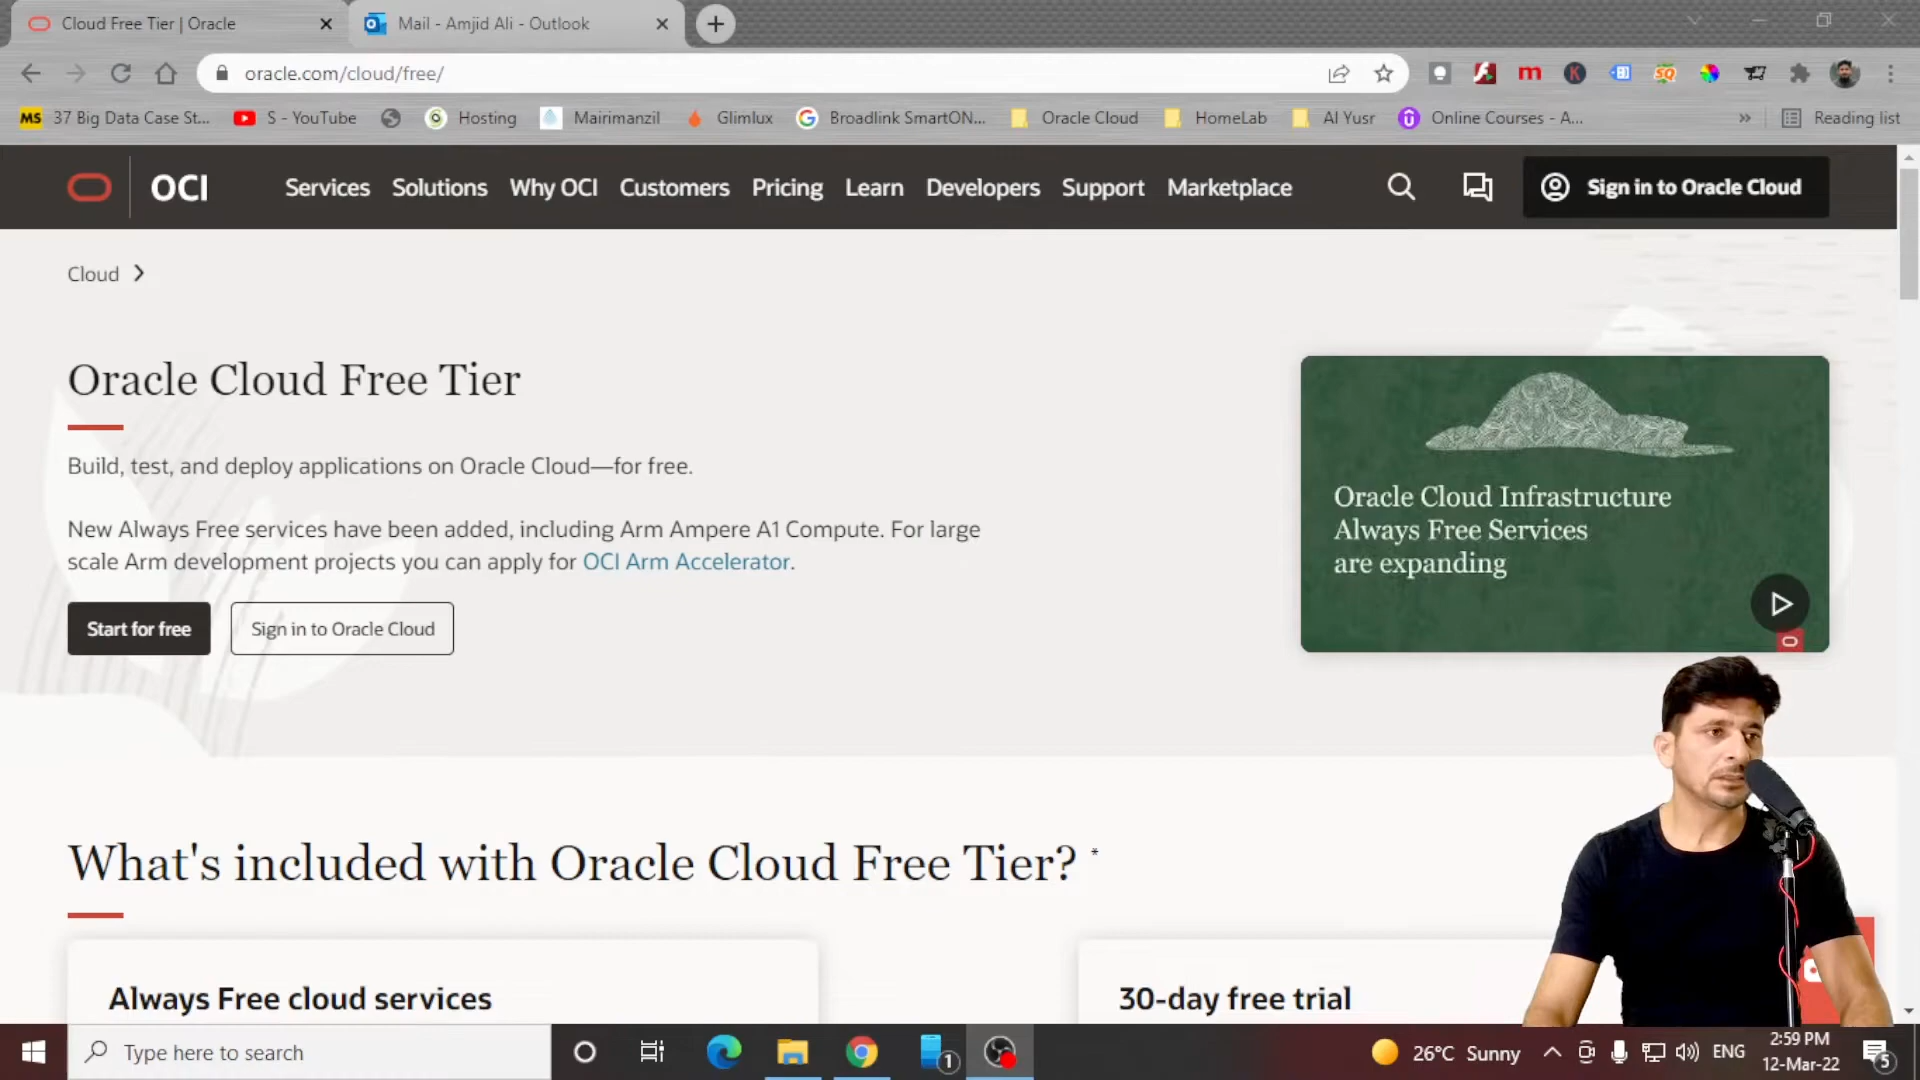 Cloud Free Tier | Oracle
Mail - Amjid Ali - Outlook
oracle.com/cloud/free/
MS 37 Big Data Case St... S - YouTube Hosting Mairimanzil Glimlux Broadlink SmartON... Oracle Cloud HomeLab Al Yusr Online Courses - A... » Reading list
OCI Services Solutions Why OCI Customers Pricing Learn Developers Support Marketplace Sign in to Oracle Cloud
Cloud
Oracle Cloud Free Tier
Build, test, and deploy applications on Oracle Cloud—for free.
New Always Free services have been added, including Arm Ampere A1 Compute. For large
scale Arm development projects you can apply for OCI Arm Accelerator.
Start for free Sign in to Oracle Cloud
Oracle Cloud Infrastructure
Always Free Services
are expanding
What's included with Oracle Cloud Free Tier? *
Always Free cloud services
30-day free trial
Type here to search
1
26°C Sunny
ENG
2:59 PM
12-Mar-22
5